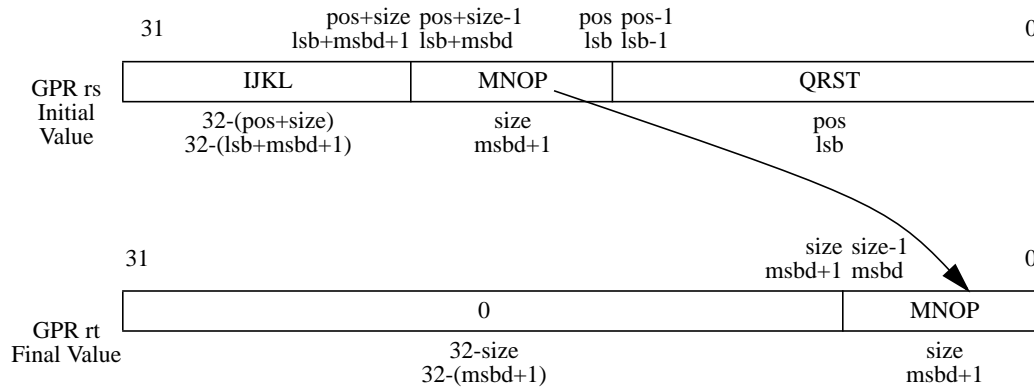 31 pos+size pos+size-1 pos pos-1 0
lsb+msbd+1 lsb+msbd lsb lsb-1
GPR rs
Initial
Value
IJKL MNOP QRST
32-(pos+size) size pos
32-(lsb+msbd+1) msbd+1 lsb
31 size size-1 0
msbd+1 msbd
GPR rt
Final Value
0 MNOP
32-size size
32-(msbd+1) msbd+1